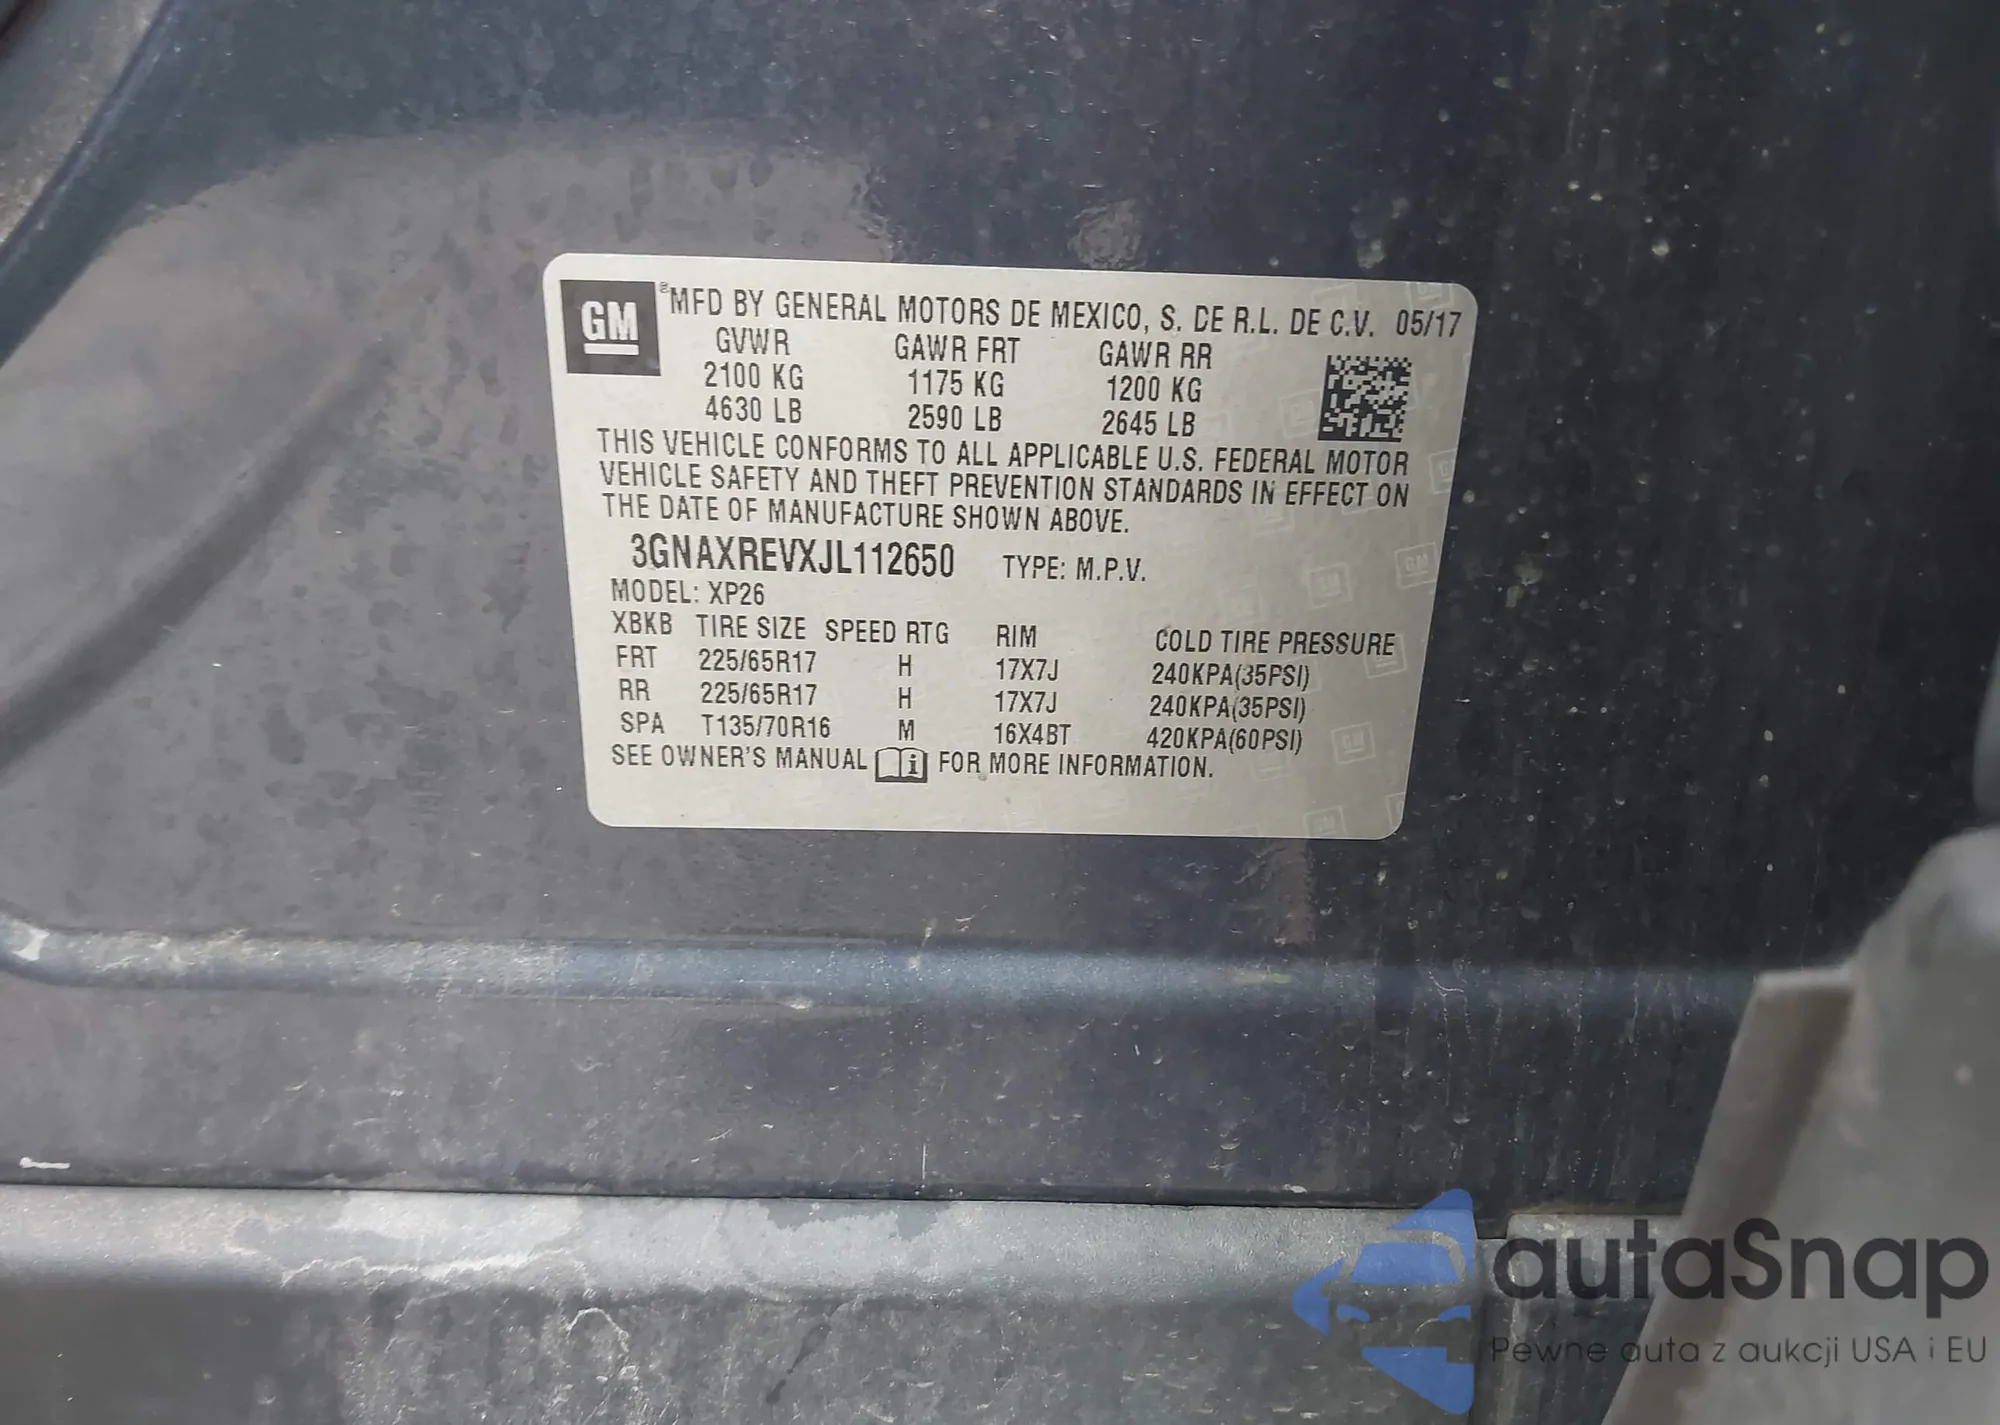 GM ® MFD BY GENERAL MOTORS DE MEXICO, S. DE R.L. DE C.V. 05/17
GVWR GAWR FRT GAWR RR
2100 KG 1175 KG 1200 KG
4630 LB 2590 LB 2645 LB
THIS VEHICLE CONFORMS TO ALL APPLICABLE U.S. FEDERAL MOTOR
VEHICLE SAFETY AND THEFT PREVENTION STANDARDS IN EFFECT ON
THE DATE OF MANUFACTURE SHOWN ABOVE.
3GNAXREVXJL112650 TYPE: M.P.V.
MODEL: XP26
XBKB TIRE SIZE SPEED RTG RIM COLD TIRE PRESSURE
FRT 225/65R17 H 17X7J 240KPA(35PSI)
RR 225/65R17 H 17X7J 240KPA(35PSI)
SPA T135/70R16 M 16X4BT 420KPA(60PSI)
SEE OWNER'S MANUAL i FOR MORE INFORMATION.
autaSnap
Pewne auta z aukcji USA i EU